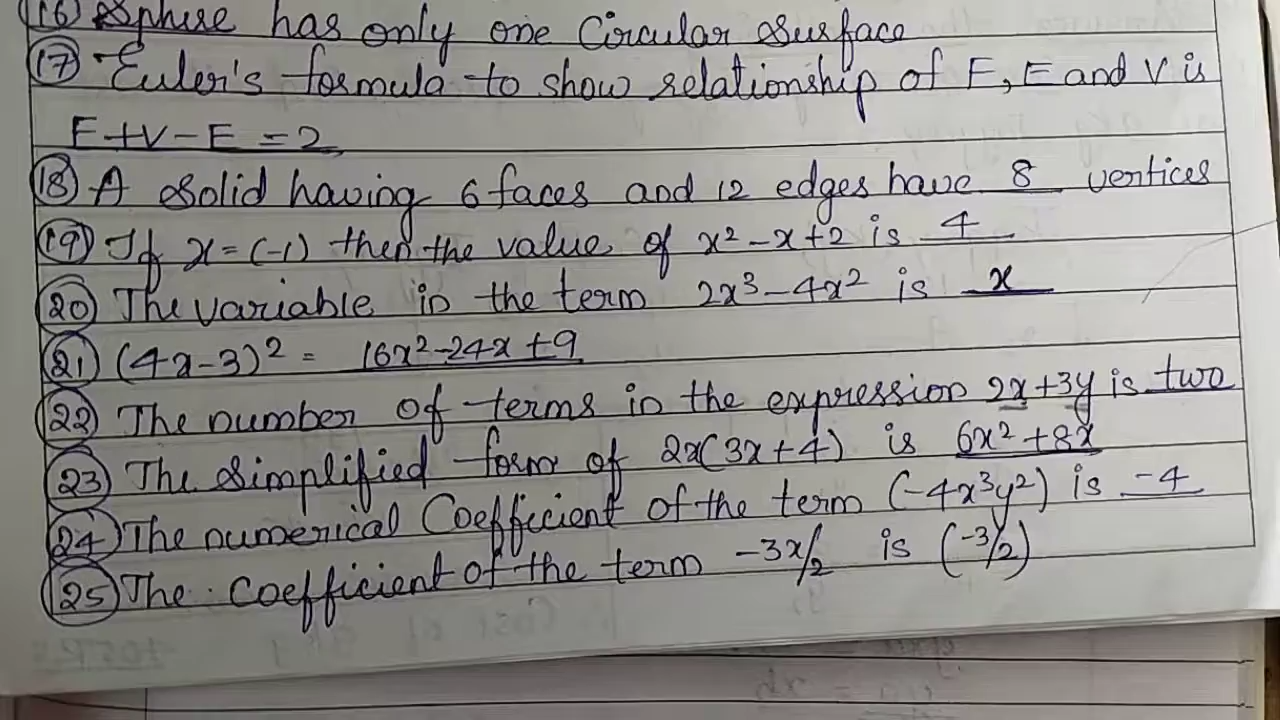 (16) Sphere has only one Circular surface
(17) Euler's formula to show relationship of F, E and V is
F+V-E=2
(18) A solid having 6 faces and 12 edges have 8 vertices
(19) If x=(-1) then the value of x²-x+2 is 4
(20) The variable in the term 2x³-4x² is x
(21) (4x-3)² = 16x²-24x+9
(22) The number of terms in the expression 2x+3y is two
(23) The simplified form of 2x(3x+4) is 6x²+8x
(24) The numerical Coefficient of the term (-4x³y²) is -4
(25) The coefficient of the term -3x/2 is (-3/2)